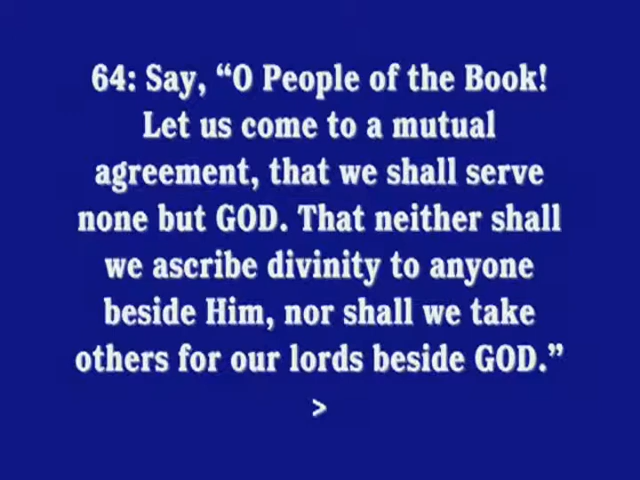 64: Say, “O People of the Book!
Let us come to a mutual
agreement, that we shall serve
none but GOD. That neither shall
we ascribe divinity to anyone
beside Him, nor shall we take
others for our lords beside GOD.”
>